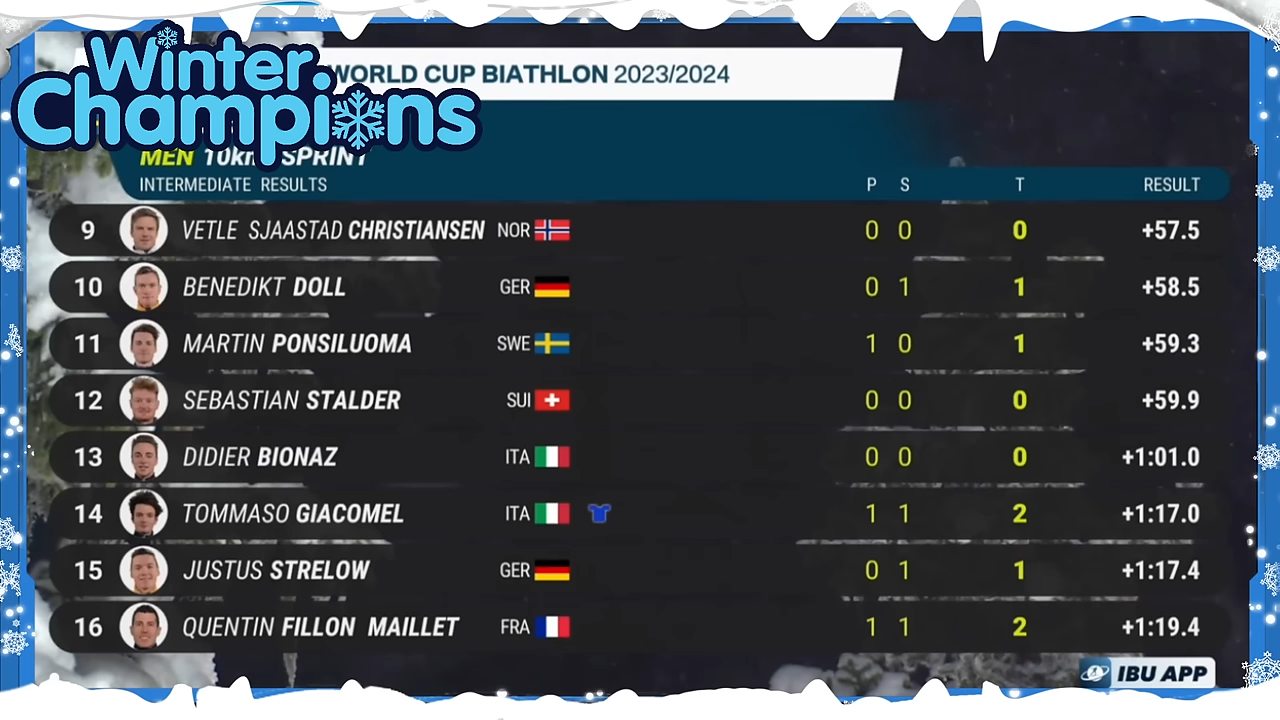 Winter
Champions
WORLD CUP BIATHLON 2023/2024
MEN 10km SPRINT
INTERMEDIATE RESULTS P S T RESULT
9 VETLE SJAASTAD CHRISTIANSEN NOR 0 0 0 +57.5
10 BENEDIKT DOLL GER 0 1 1 +58.5
11 MARTIN PONSILUOMA SWE 1 0 1 +59.3
12 SEBASTIAN STALDER SUI 0 0 0 +59.9
13 DIDIER BIONAZ ITA 0 0 0 +1:01.0
14 TOMMASO GIACOMEL ITA 1 1 2 +1:17.0
15 JUSTUS STRELOW GER 0 1 1 +1:17.4
16 QUENTIN FILLON MAILLET FRA 1 1 2 +1:19.4
IBU APP